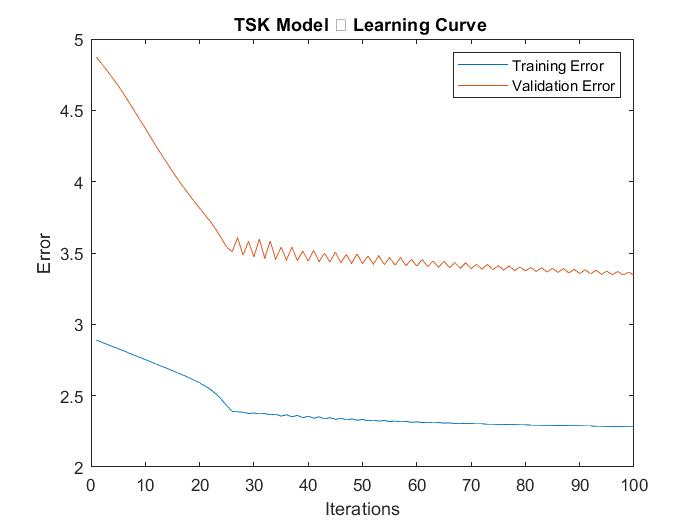 TSK Model □ Learning Curve
Training Error
Validation Error
5
4.5
4
3.5
3
2.5
2
Error
0 10 20 30 40 50 60 70 80 90 100
Iterations